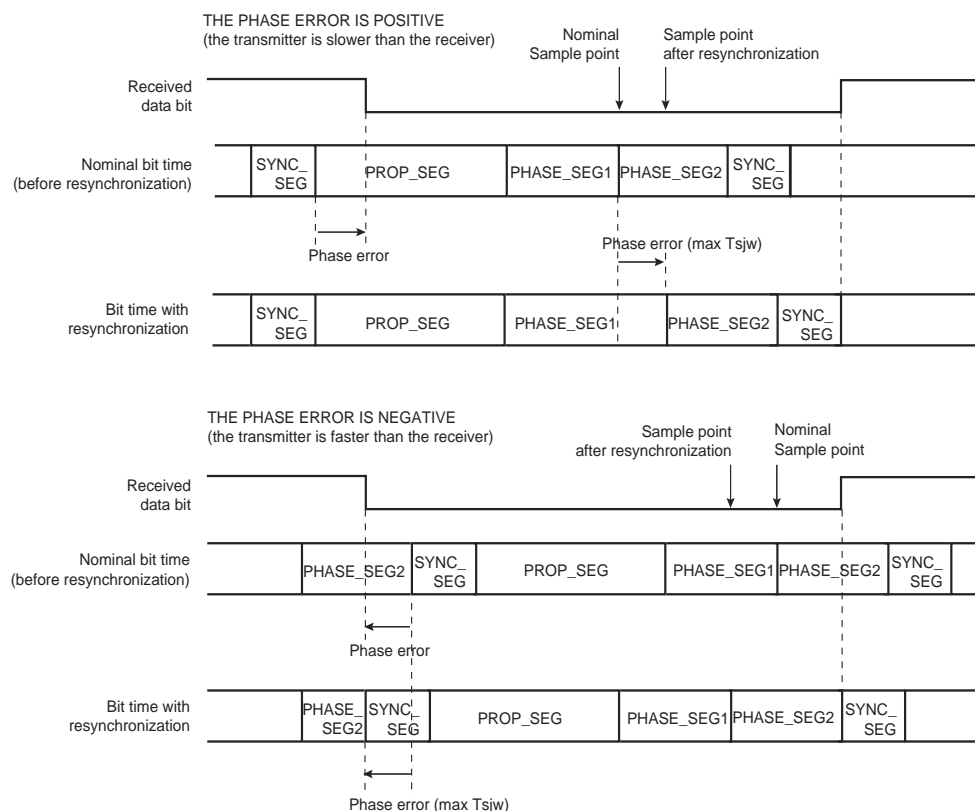 THE PHASE ERROR IS POSITIVE
(the transmitter is slower than the receiver)
Nominal
Sample point
Sample point
after resynchronization
Received
data bit
Nominal bit time
(before resynchronization)
SYNC_
SEG
PROP_SEG
PHASE_SEG1
PHASE_SEG2
SYNC_
SEG
Phase error
Phase error (max Tsjw)
Bit time with
resynchronization
SYNC_
SEG
PROP_SEG
PHASE_SEG1
PHASE_SEG2
SYNC_
SEG
THE PHASE ERROR IS NEGATIVE
(the transmitter is faster than the receiver)
Sample point
after resynchronization
Nominal
Sample point
Received
data bit
Nominal bit time
(before resynchronization)
PHASE_SEG2
SYNC_
SEG
PROP_SEG
PHASE_SEG1
PHASE_SEG2
SYNC_
SEG
Phase error
Bit time with
resynchronization
PHASE_
SEG2
SYNC_
SEG
PROP_SEG
PHASE_SEG1
PHASE_SEG2
SYNC_
SEG
Phase error (max Tsjw)